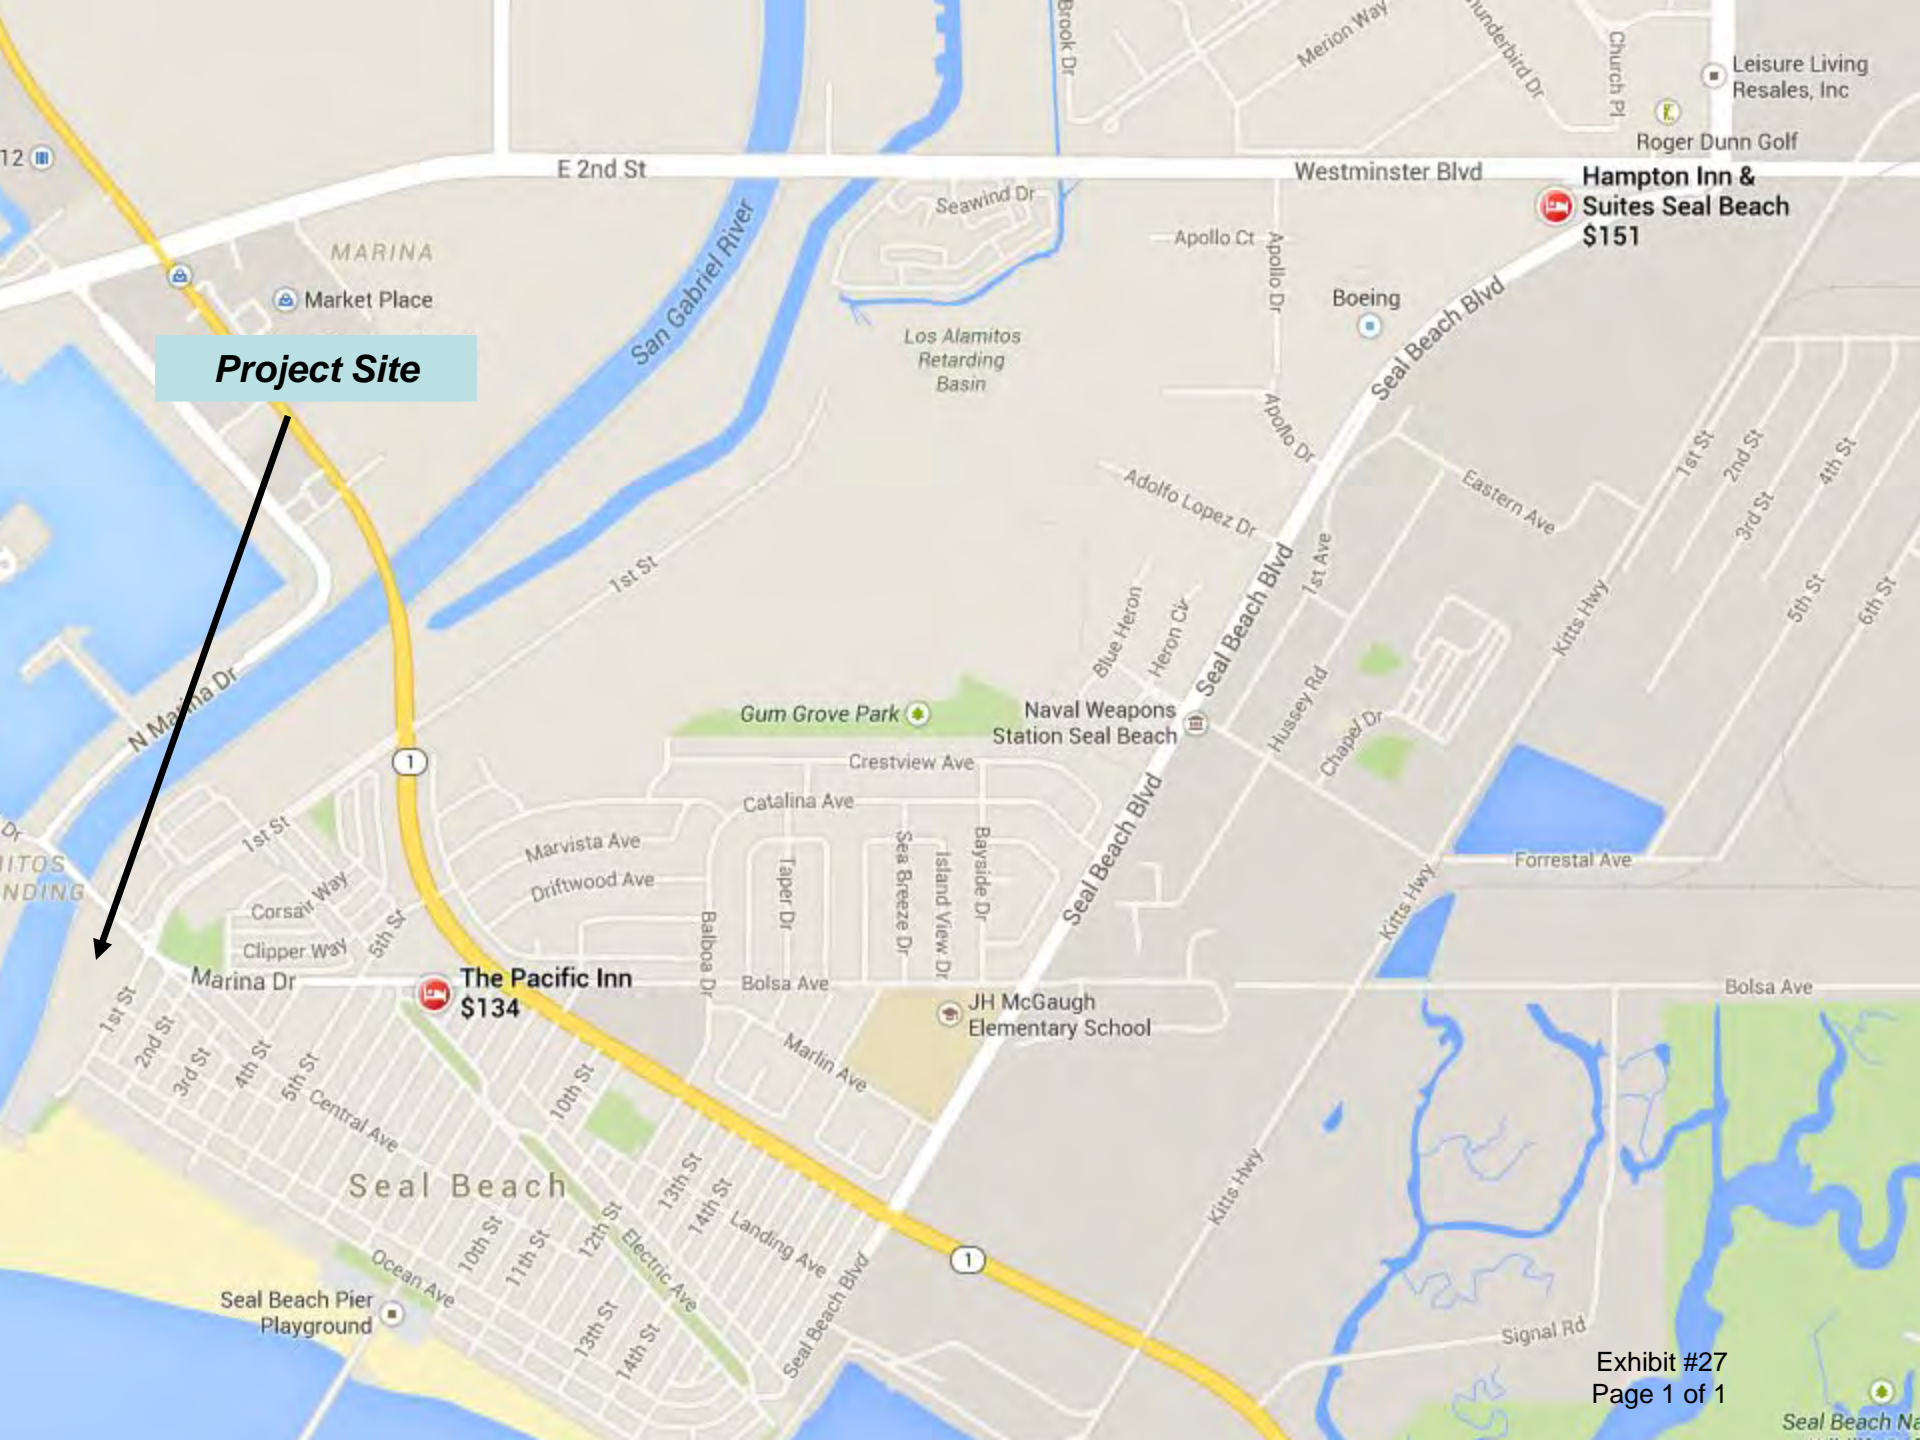 Brook Dr
Merion Way
Thunderbird Dr
Church Pl
Leisure Living
Resales, Inc
Roger Dunn Golf
12
E 2nd St
Westminster Blvd
Hampton Inn &
Suites Seal Beach
$151
Seawind Dr
MARINA
Market Place
San Gabriel River
Apollo Ct
Apollo Dr
Boeing
Seal Beach Blvd
Los Alamitos
Retarding
Basin
Project Site
Apollo Dr
Adolfo Lopez Dr
Eastern Ave
1st St
2nd St
3rd St
4th St
5th St
6th St
1st St
1st Ave
Blue Heron
Heron Cir
Seal Beach Blvd
Kitts Hwy
N Marina Dr
Gum Grove Park
Naval Weapons
Station Seal Beach
Hussey Rd
Chapel Dr
1
Crestview Ave
Catalina Ave
Marvista Ave
Driftwood Ave
1st St
Dr
ITOS
NDING
Corsair Way
Clipper Way
5th St
Balboa Dr
Taper Dr
Sea Breeze Dr
Island View Dr
Bayside Dr
Seal Beach Blvd
Forrestal Ave
Kitts Hwy
Marina Dr
The Pacific Inn
$134
Bolsa Ave
Bolsa Ave
JH McGaugh
Elementary School
Marlin Ave
1st St
2nd St
3rd St
4th St
5th St
Central Ave
10th St
Seal Beach
13th St
14th St
Landing Ave
Kitts Hwy
10th St
11th St
12th St
Electric Ave
Ocean Ave
Seal Beach Blvd
1
Seal Beach Pier
Playground
13th St
14th St
Signal Rd
Exhibit #27
Page 1 of 1
Seal Beach Na